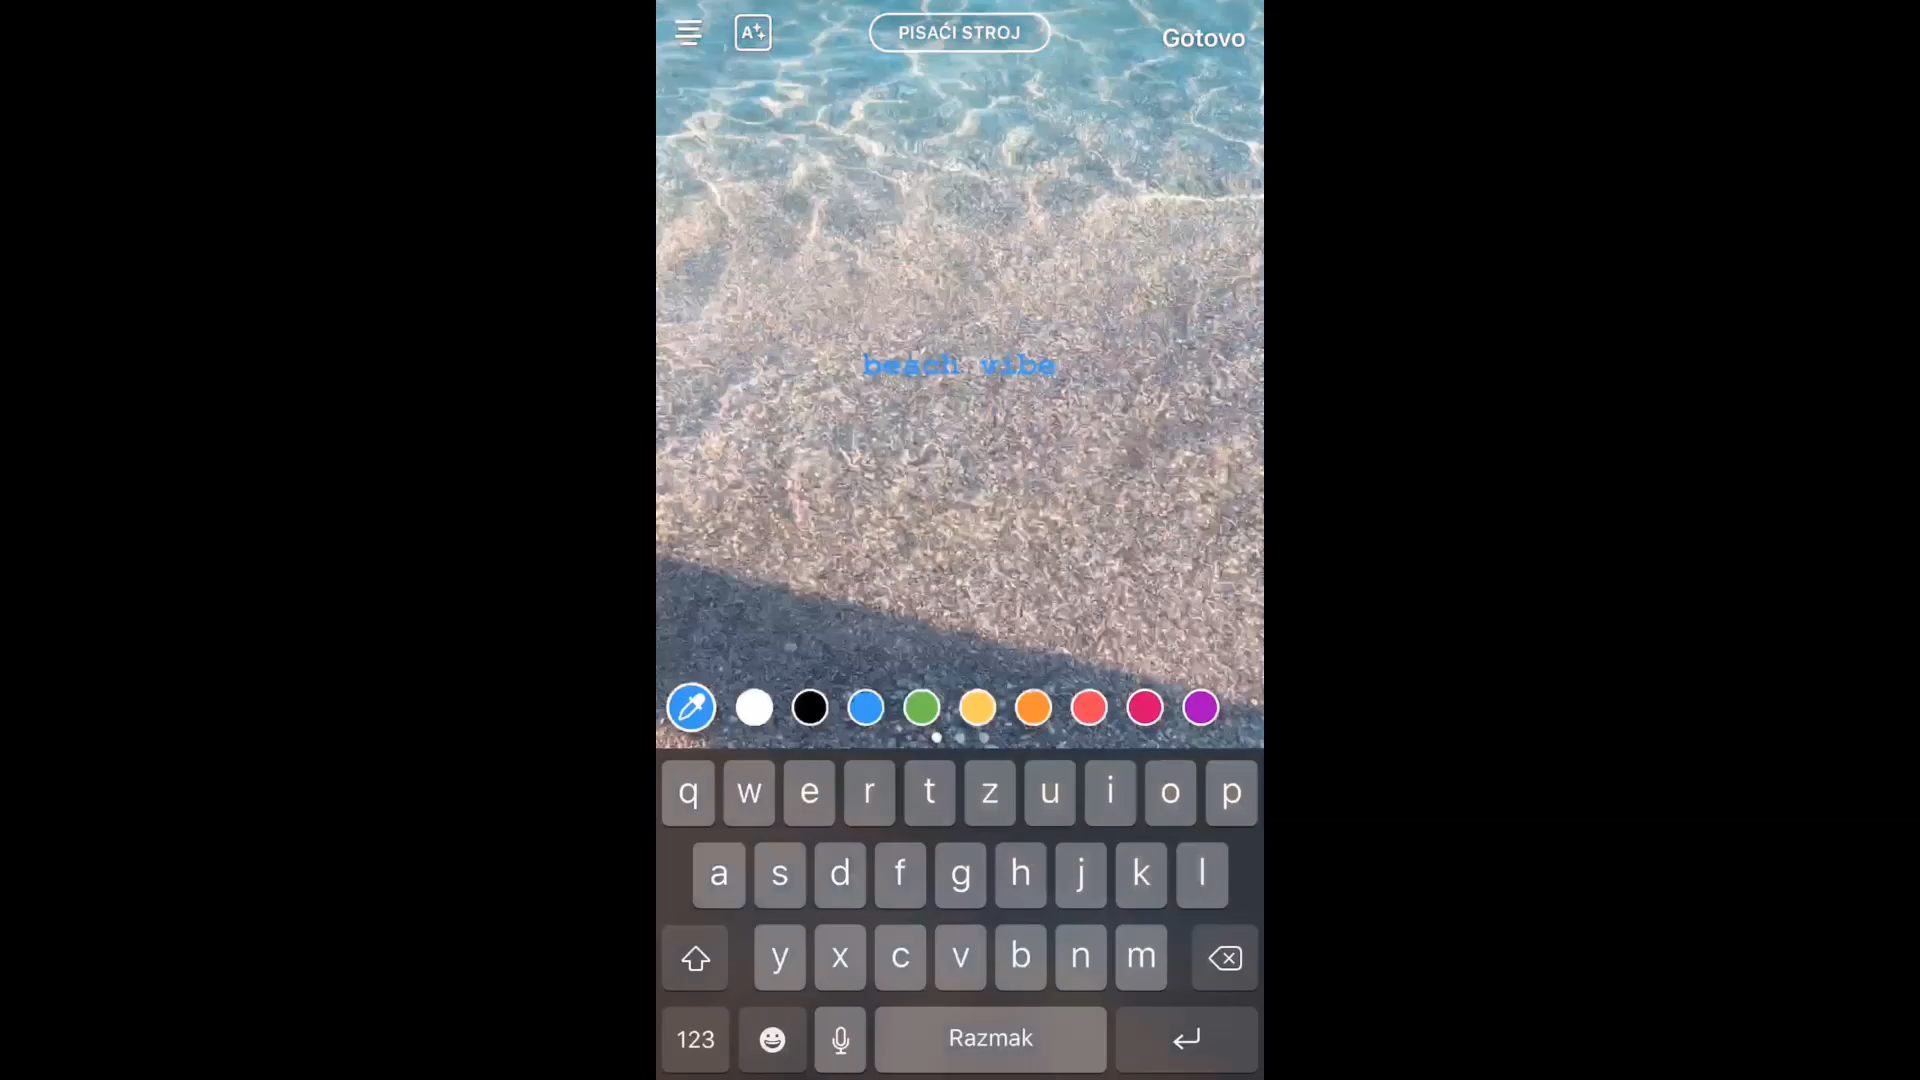 PISAĆI STROJ
Gotovo
beach vibe
q w e r t z u i o p
a s d f g h j k l
y x c v b n m
123 Razmak